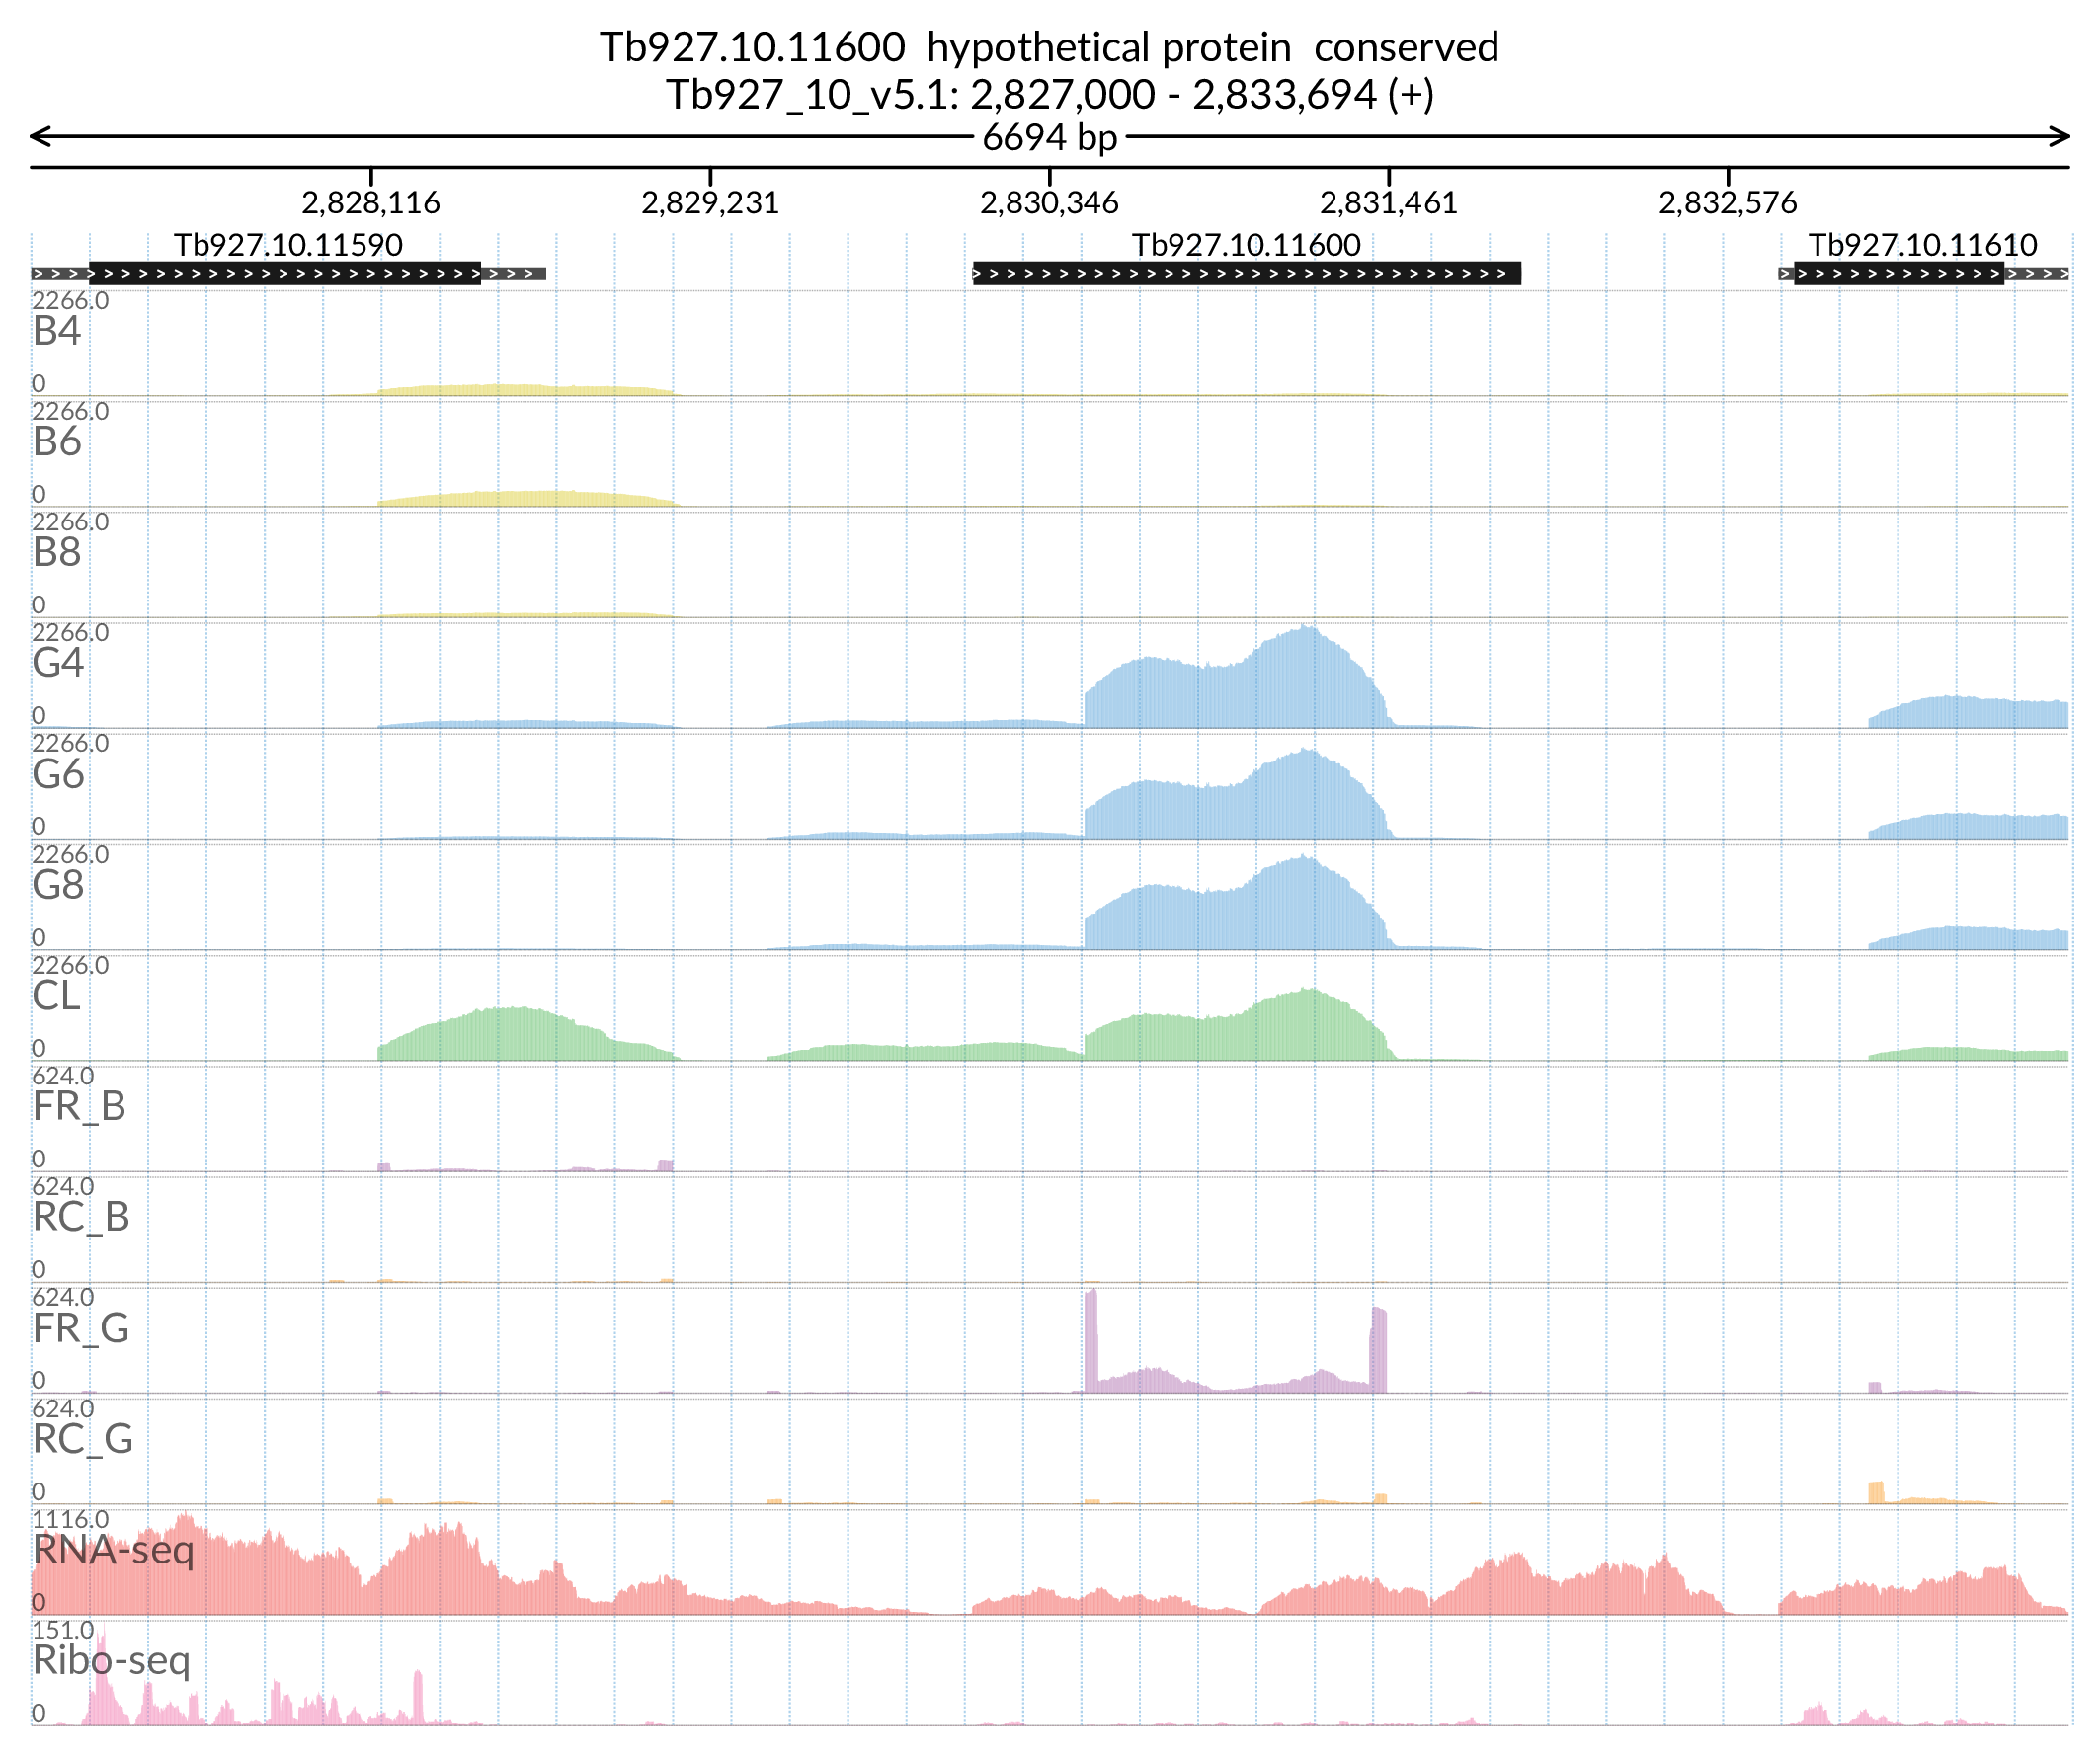 Tb927.10.11600  hypothetical protein  conserved
Tb927_10_v5.1: 2,827,000 - 2,833,694 (+)
6694 bp
2,828,116 2,829,231 2,830,346 2,831,461 2,832,576
Tb927.10.11590 Tb927.10.11600 Tb927.10.11610
2266.0
B4
0
2266.0
B6
0
2266.0
B8
0
2266.0
G4
0
2266.0
G6
0
2266.0
G8
0
2266.0
CL
0
624.0
FR_B
0
624.0
RC_B
0
624.0
FR_G
0
624.0
RC_G
0
1116.0
RNA-seq
0
151.0
Ribo-seq
0